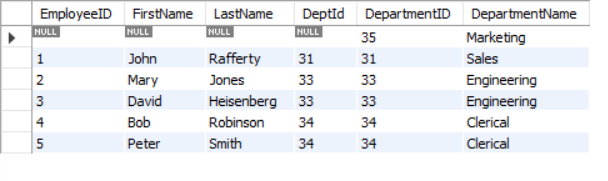 EmployeeID FirstName LastName DeptId DepartmentID DepartmentName
NULL NULL NULL NULL 35 Marketing
1 John Rafferty 31 31 Sales
2 Mary Jones 33 33 Engineering
3 David Heisenberg 33 33 Engineering
4 Bob Robinson 34 34 Clerical
5 Peter Smith 34 34 Clerical